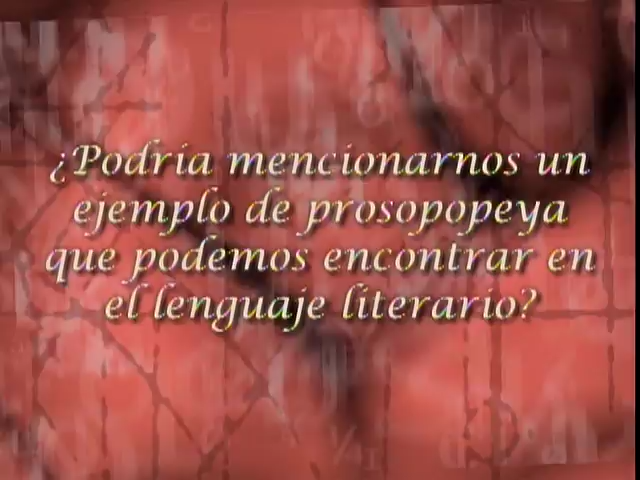 ¿Podría mencionarnos un
ejemplo de prosopopeya
que podemos encontrar en
el lenguaje literario?